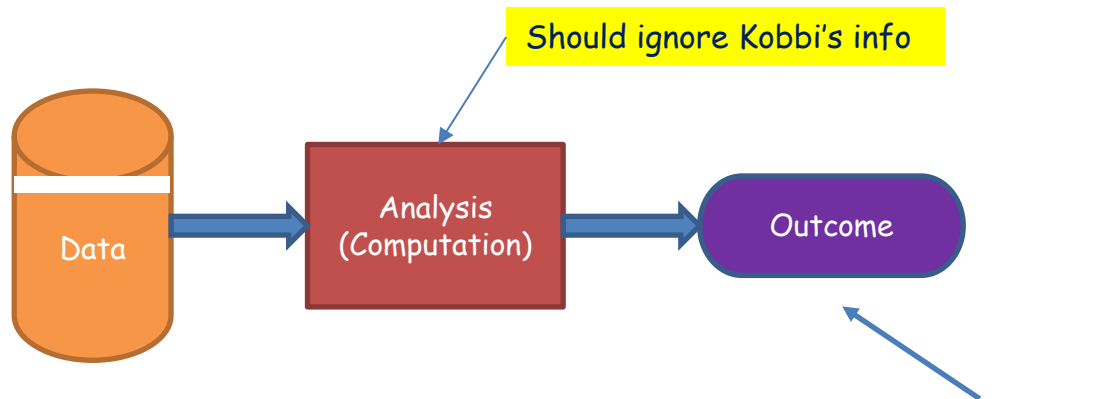 Should ignore Kobbi's info
Data
Analysis
(Computation)
Outcome